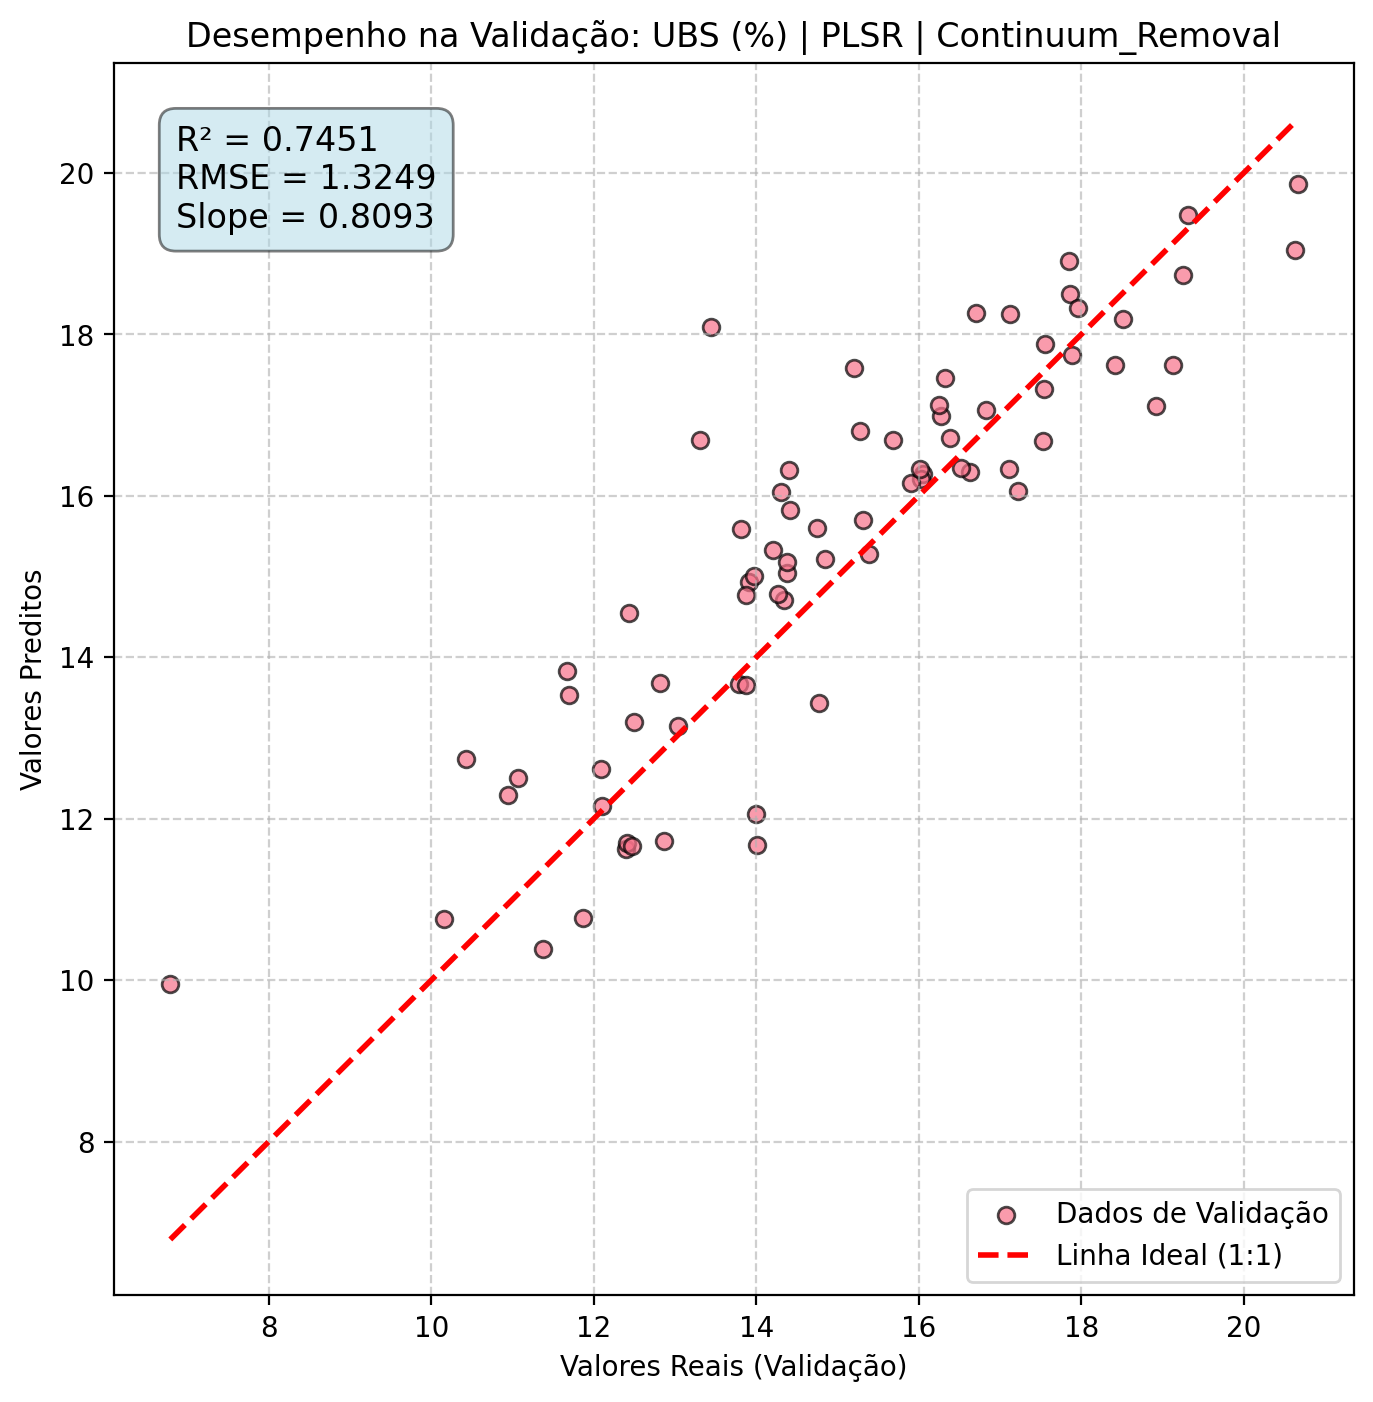 Desempenho na Validação: UBS (%) | PLSR | Continuum_Removal
R² = 0.7451
RMSE = 1.3249
Slope = 0.8093
20
18
16
14
12
10
8
Valores Preditos
Dados de Validação
Linha Ideal (1:1)
8 10 12 14 16 18 20
Valores Reais (Validação)